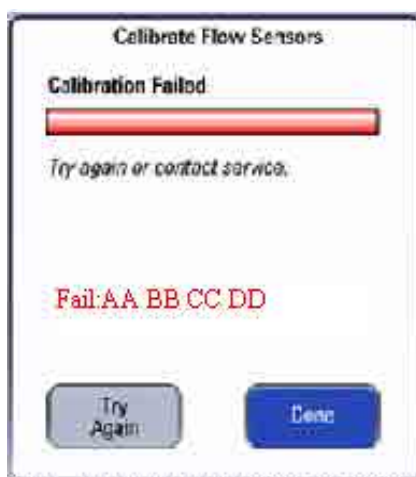 Calibrate Flow Sensors
Calibration Failed
Try again or contact service.
Fail:AA BB CC DD
Try
Again
Done